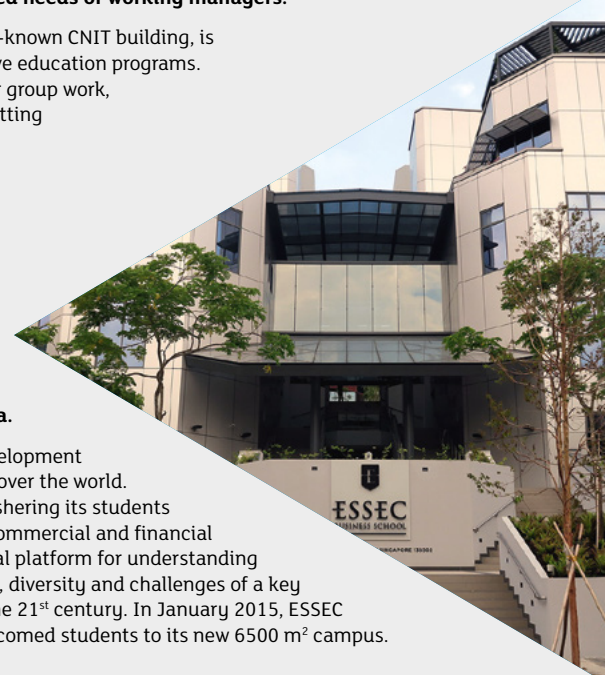 ed needs of working managers.
-known CNIT building, is
ve education programs.
r group work,
tting
a.
elopment
over the world.
shering its students
ommercial and financial
al platform for understanding
, diversity and challenges of a key
ne 21st century. In January 2015, ESSEC
comed students to its new 6500 m² campus.
ESSEC
BUSINESS SCHOOL
SINGAPORE